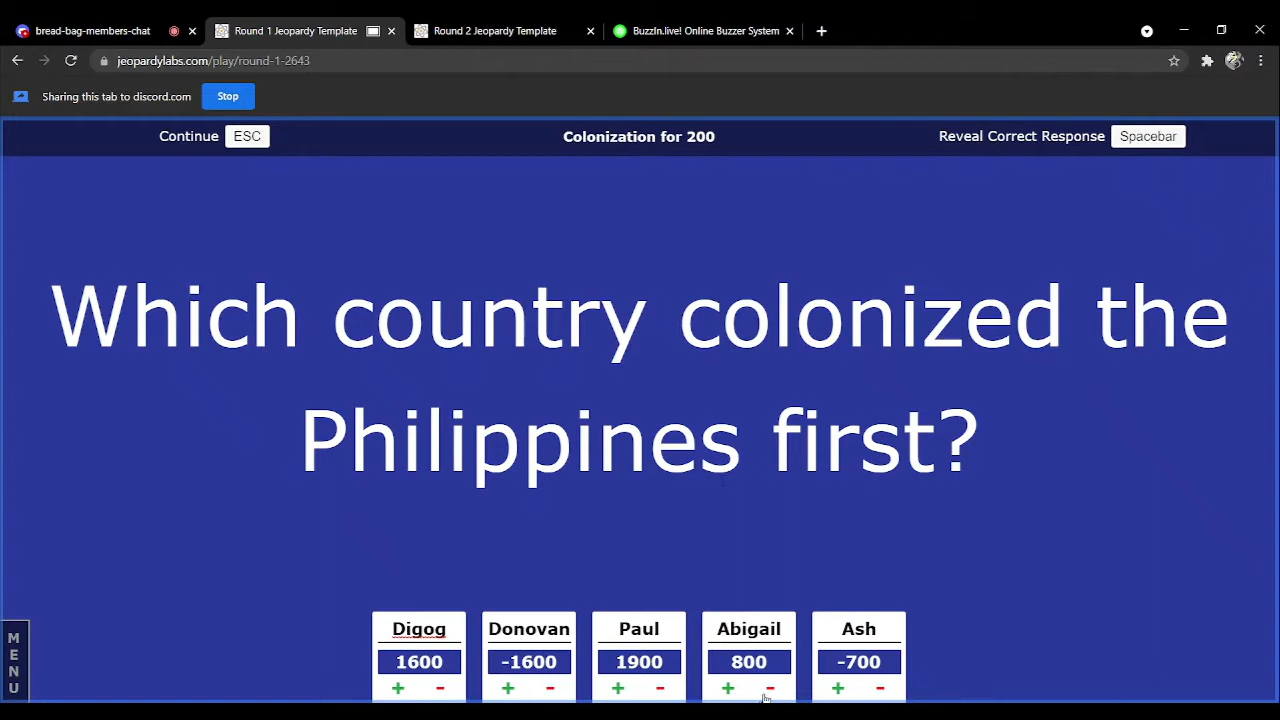 bread-bag-members-chat
Round 1 Jeopardy Template
Round 2 Jeopardy Template
BuzzIn.live! Online Buzzer System
jeopardylabs.com/play/round-1-2643
Sharing this tab to discord.com
Stop
Continue ESC
Colonization for 200
Reveal Correct Response Spacebar
Which country colonized the
Philippines first?
MENU
Digog
Donovan
Paul
Abigail
Ash
1600
-1600
1900
800
-700
+ -
+ -
+ -
+ -
+ -